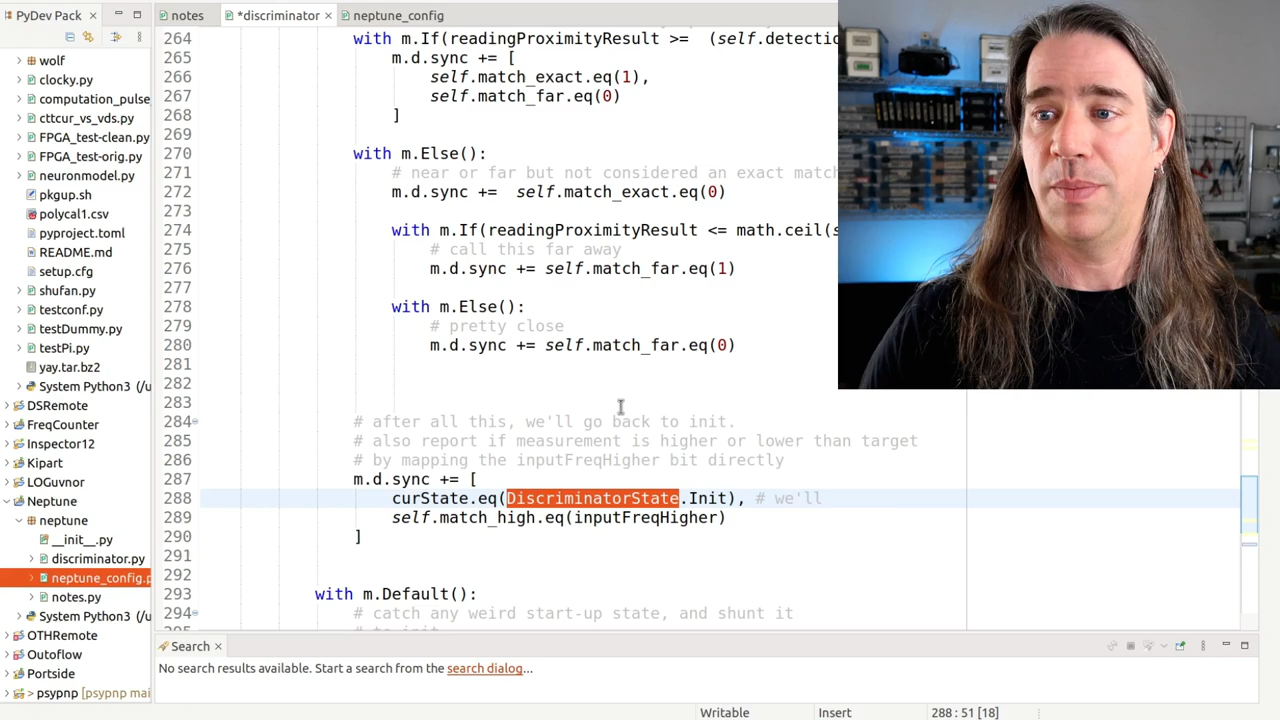 PyDev Pack
notes
*discriminator
neptune_config
wolf
clocky.py
computation_pulse
cttcur_vs_vds.py
FPGA_test-clean.py
FPGA_test-orig.py
neuronmodel.py
pkgup.sh
polycal1.csv
pyproject.toml
README.md
setup.cfg
shufan.py
testconf.py
testDummy.py
testPi.py
yay.tar.bz2
System Python3 (/u
DSRemote
FreqCounter
Inspector12
Kipart
LOGuvnor
Neptune
neptune
__init__.py
discriminator.py
neptune_config.p
notes.py
System Python3 (/u
OTHRemote
Outoflow
Portside
> psypnp [psypnp mai
264 with m.If(readingProximityResult >= (self.detectio
265 m.d.sync += [
266 self.match_exact.eq(1),
267 self.match_far.eq(0)
268 ]
269
270 with m.Else():
271 # near or far but not considered an exact matc
272 m.d.sync += self.match_exact.eq(0)
273
274 with m.If(readingProximityResult <= math.ceil(s
275 # call this far away
276 m.d.sync += self.match_far.eq(1)
277
278 with m.Else():
279 # pretty close
280 m.d.sync += self.match_far.eq(0)
281
282
283
284 # after all this, we'll go back to init.
285 # also report if measurement is higher or lower than target
286 # by mapping the inputFreqHigher bit directly
287 m.d.sync += [
288 curState.eq(DiscriminatorState.Init), # we'll
289 self.match_high.eq(inputFreqHigher)
290 ]
291
292
293 with m.Default():
294 # catch any weird start-up state, and shunt it
295 # to init
Search
No search results available. Start a search from the search dialog...
Writable
Insert
288 : 51 [18]